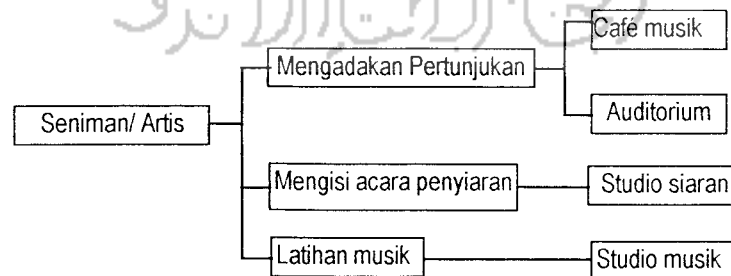 Café musik
Mengadakan Pertunjukan
Auditorium
Seniman/ Artis
Mengisi acara penyiaran
Studio siaran
Latihan musik
Studio musik